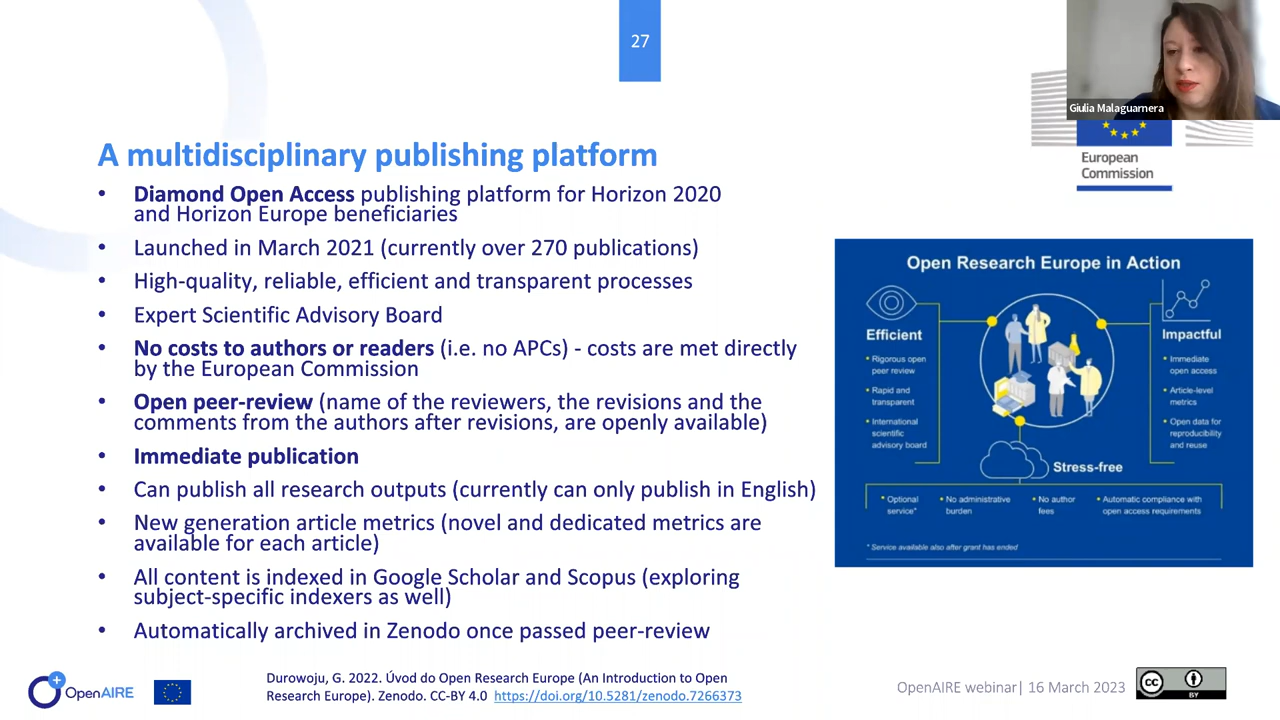 27
Giulia Malaguarnera
European
Commission
A multidisciplinary publishing platform
• Diamond Open Access publishing platform for Horizon 2020
and Horizon Europe beneficiaries
• Launched in March 2021 (currently over 270 publications)
• High-quality, reliable, efficient and transparent processes
• Expert Scientific Advisory Board
• No costs to authors or readers (i.e. no APCs) - costs are met directly
by the European Commission
• Open peer-review (name of the reviewers, the revisions and the
comments from the authors after revisions, are openly available)
• Immediate publication
• Can publish all research outputs (currently can only publish in English)
• New generation article metrics (novel and dedicated metrics are
available for each article)
• All content is indexed in Google Scholar and Scopus (exploring
subject-specific indexers as well)
• Automatically archived in Zenodo once passed peer-review
Open Research Europe in Action
Efficient
• Rigorous open
peer review
• Rapid and
transparent
• International
scientific
advisory board
Impactful
• Immediate
open access
• Article-level
metrics
• Open data for
reproducibility
and reuse
Stress-free
• Optional
service*
• No administrative
burden
• No author
fees
• Automatic compliance with
open access requirements
* Service available also after grant has ended
OpenAIRE
Durowoju, G. 2022. Úvod do Open Research Europe (An Introduction to Open
Research Europe). Zenodo. CC-BY 4.0 https://doi.org/10.5281/zenodo.7266373
OpenAIRE webinar| 16 March 2023
CC
BY